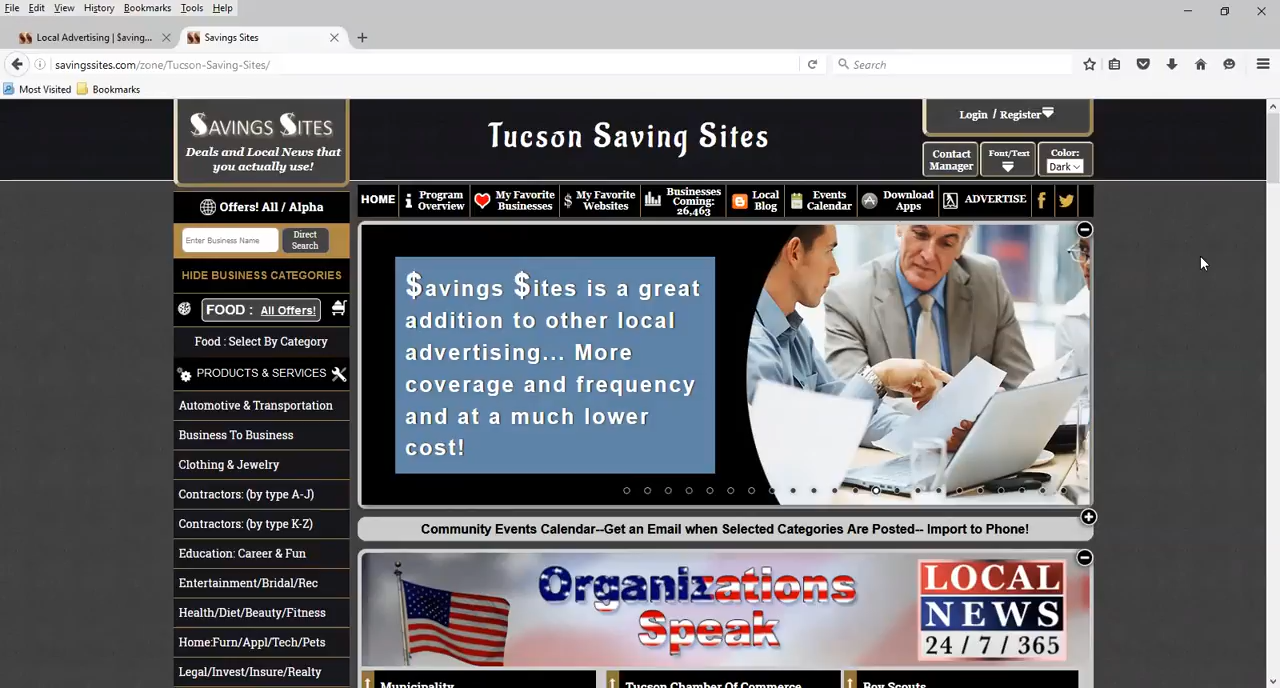 File Edit View History Bookmarks Tools Help
Local Advertising | $aving...
Savings Sites
savingssites.com/zone/Tucson-Saving-Sites/
Search
Most Visited
Bookmarks
SAVINGS SITES
Deals and Local News that
you actually use!
Tucson Saving Sites
Login / Register
Contact
Manager
Font/Text
Color:
Dark
HOME
Program
Overview
My Favorite
Businesses
My Favorite
Websites
Businesses
Coming:
26,463
Local
Blog
Events
Calendar
Download
Apps
ADVERTISE
Offers! All / Alpha
Enter Business Name
Direct
Search
HIDE BUSINESS CATEGORIES
FOOD : All Offers!
Food : Select By Category
PRODUCTS & SERVICES
Automotive & Transportation
Business To Business
Clothing & Jewelry
Contractors: (by type A-J)
Contractors: (by type K-Z)
Education: Career & Fun
Entertainment/Bridal/Rec
Health/Diet/Beauty/Fitness
Home:Furn/Appl/Tech/Pets
Legal/Invest/Insure/Realty
$avings $ites is a great
addition to other local
advertising... More
coverage and frequency
and at a much lower
cost!
Community Events Calendar--Get an Email when Selected Categories Are Posted-- Import to Phone!
Organizations
Speak
LOCAL
NEWS
24 / 7 / 365
Municipality
Tucson Chamber Of Commerce
Boy Scouts